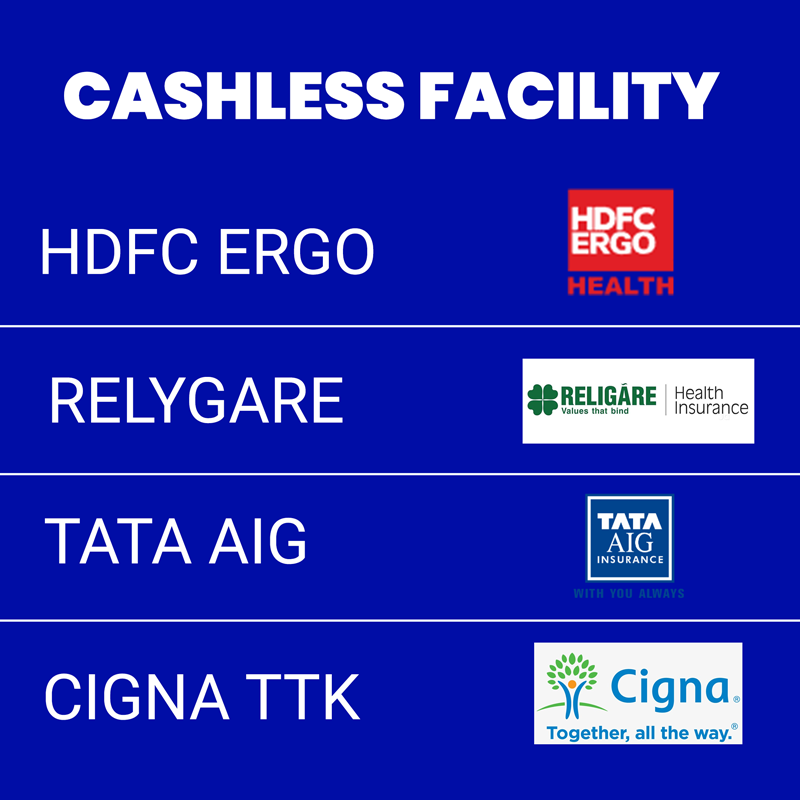 CASHLESS FACILITY
HDFC ERGO
HDFC
ERGO
HEALTH
RELYGARE
RELIGÁRE
Values that bind
Health
Insurance
TATA AIG
TATA
AIG
INSURANCE
WITH YOU ALWAYS
CIGNA TTK
Cigna®
Together, all the way.®